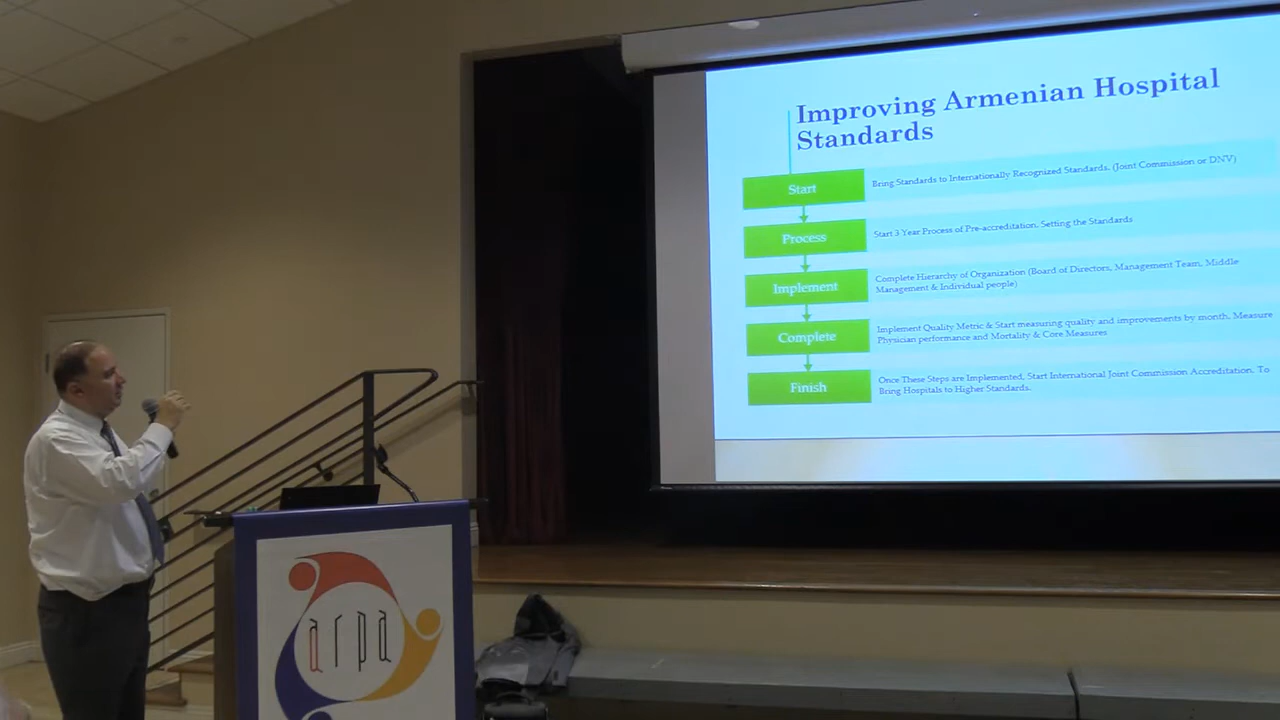 Improving Armenian Hospital
Standards
Start
Bring Standards to Internationally Recognized Standards. (Joint Commission or DNV)
Process
Start 3 Year Process of Pre-accreditation. Setting the Standards
Implement
Complete Hierarchy of Organization (Board of Directors, Management Team, Middle
Management & Individual people)
Complete
Implement Quality Metric & Start measuring quality and improvements by month. Measure
Physician performance and Mortality & Core Measures
Finish
Once These Steps are Implemented, Start International Joint Commission Accreditation. To
Bring Hospitals to Higher Standards.
arpa